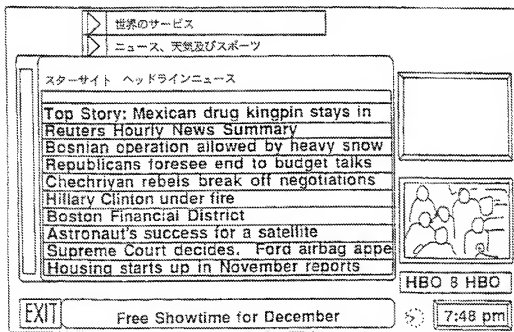 世界のサービス
ニュース、天気及びスポーツ
スターサイト ヘッドラインニュース
Top Story: Mexican drug kingpin stays in
Reuters Hourly News Summary
Bosnian operation allowed by heavy snow
Republicans foresee end to budget talks
Chechriyan rebels break off negotiations
Hillary Clinton under fire
Boston Financial District
Astronaut's success for a satellite
Supreme Court decides. Ford airbag appe
Housing starts up in November reports
HBO 8 HBO
EXIT
Free Showtime for December
7:48 pm